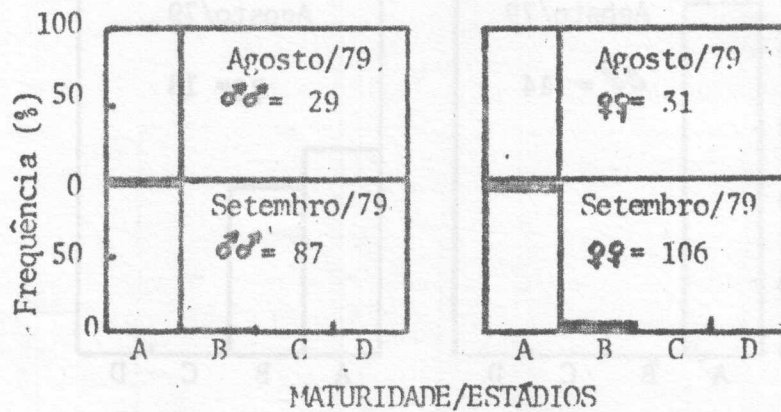 Frequência (%)
100
50
0
50
0
Agosto/79
♂♂= 29
Setembro/79
♂♂= 87
A B C D
Agosto/79
♀♀= 31
Setembro/79
♀♀= 106
A B C D
MATURIDADE/ESTÁDIOS